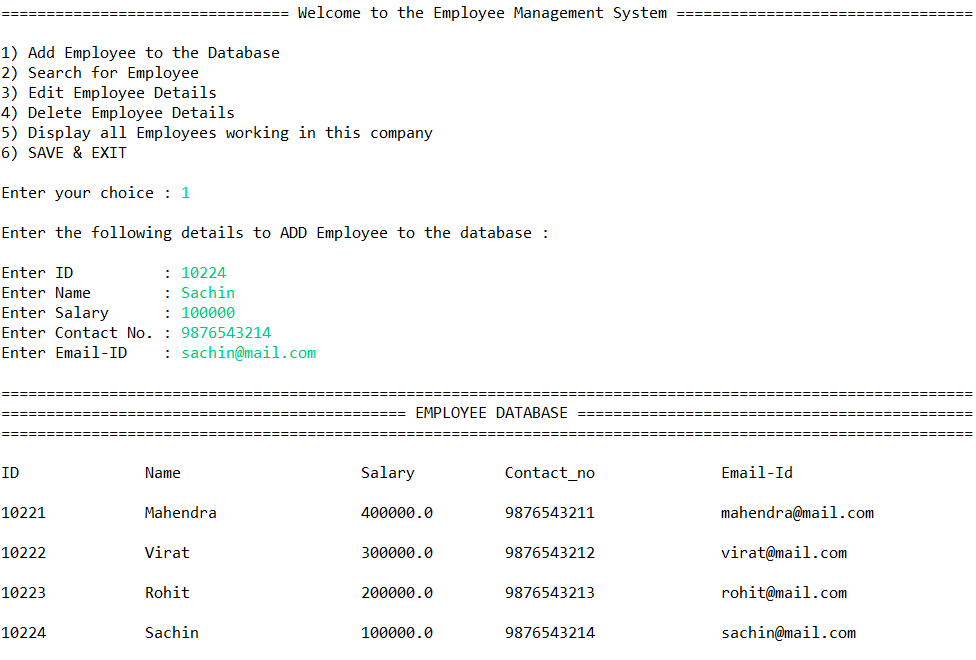 ================================ Welcome to the Employee Management System =================================
1) Add Employee to the Database
2) Search for Employee
3) Edit Employee Details
4) Delete Employee Details
5) Display all Employees working in this company
6) SAVE & EXIT
Enter your choice : 1
Enter the following details to ADD Employee to the database :
Enter ID          : 10224
Enter Name        : Sachin
Enter Salary      : 100000
Enter Contact No. : 9876543214
Enter Email-ID    : sachin@mail.com
============================================================================================================
============================================= EMPLOYEE DATABASE ============================================
============================================================================================================
ID              Name                    Salary          Contact_no              Email-Id
10221           Mahendra                400000.0        9876543211              mahendra@mail.com
10222           Virat                   300000.0        9876543212              virat@mail.com
10223           Rohit                   200000.0        9876543213              rohit@mail.com
10224           Sachin                  100000.0        9876543214              sachin@mail.com